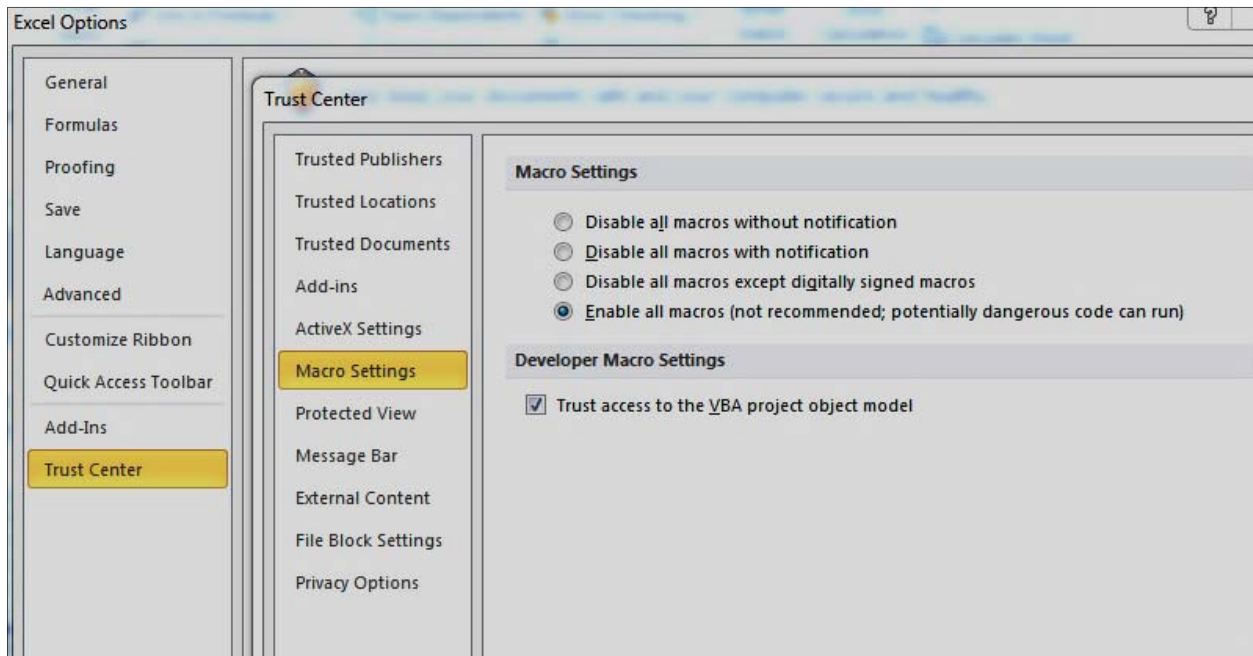 Excel Options
?
General
Formulas
Proofing
Save
Language
Advanced
Customize Ribbon
Quick Access Toolbar
Add-Ins
Trust Center
Trust Center
Trusted Publishers
Trusted Locations
Trusted Documents
Add-ins
ActiveX Settings
Macro Settings
Protected View
Message Bar
External Content
File Block Settings
Privacy Options
Macro Settings
Disable all macros without notification
Disable all macros with notification
Disable all macros except digitally signed macros
Enable all macros (not recommended; potentially dangerous code can run)
Developer Macro Settings
Trust access to the VBA project object model